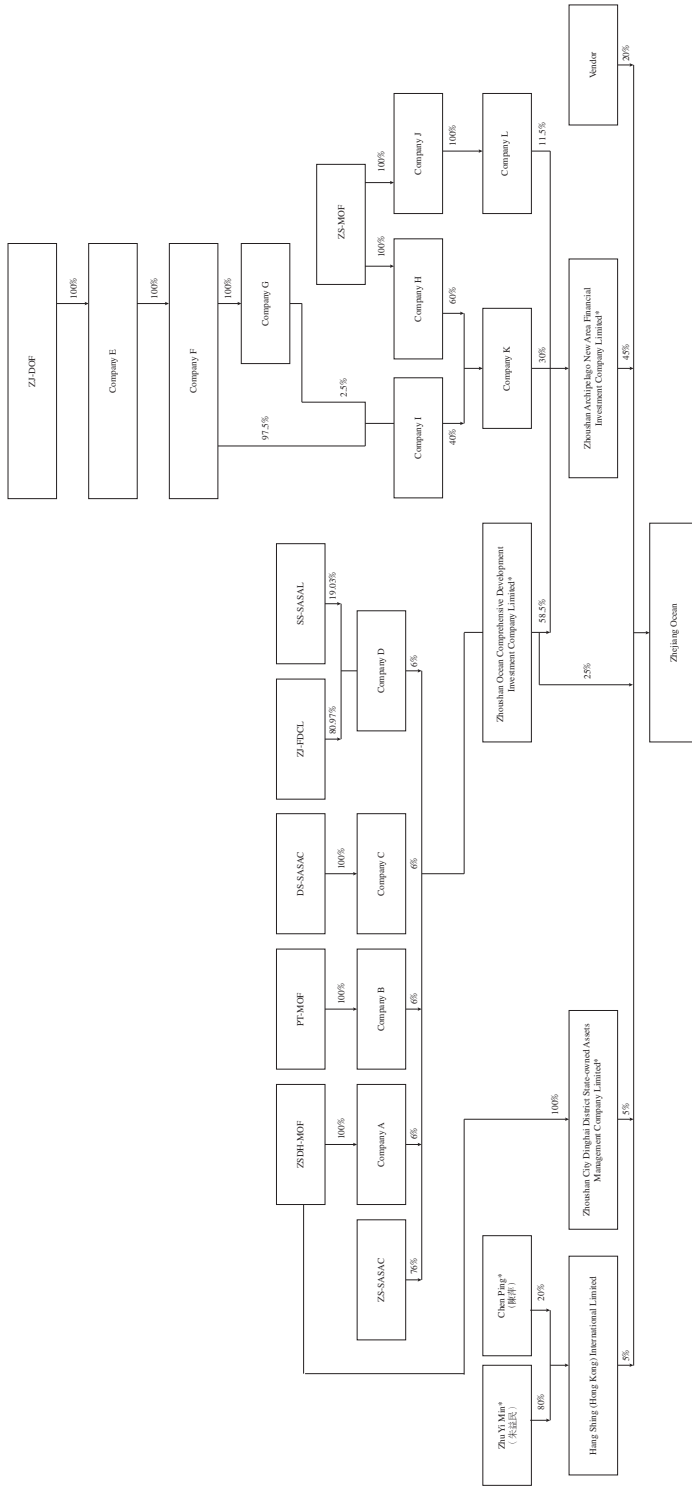 ZJ-DOF
100%
Company E
100%
Company F
100%
Company G
97.5%
2.5%
ZSDH-MOF
PT-MOF
DS-SASAC
ZJ-FDCL
SS-SASAL
ZS-MOF
100%
100%
100%
80.97%
19.03%
100%
100%
ZS-SASAC
Company A
Company B
Company C
Company D
Company I
Company H
Company J
76%
6%
6%
6%
6%
40%
60%
100%
Zhu Yi Min*
(朱益民)
Chen Ping*
(陳萍)
Zhoushan Ocean Comprehensive Development
Investment Company Limited*
Company K
Company L
80%
20%
100%
25%
58.5%
30%
11.5%
Hang Shing (Hong Kong) International Limited
Zhoushan City Dinghai District State-owned Assets
Management Company Limited*
Zhoushan Archipelago New Area Financial
Investment Company Limited*
Vendor
5%
5%
45%
20%
Zhejiang Ocean